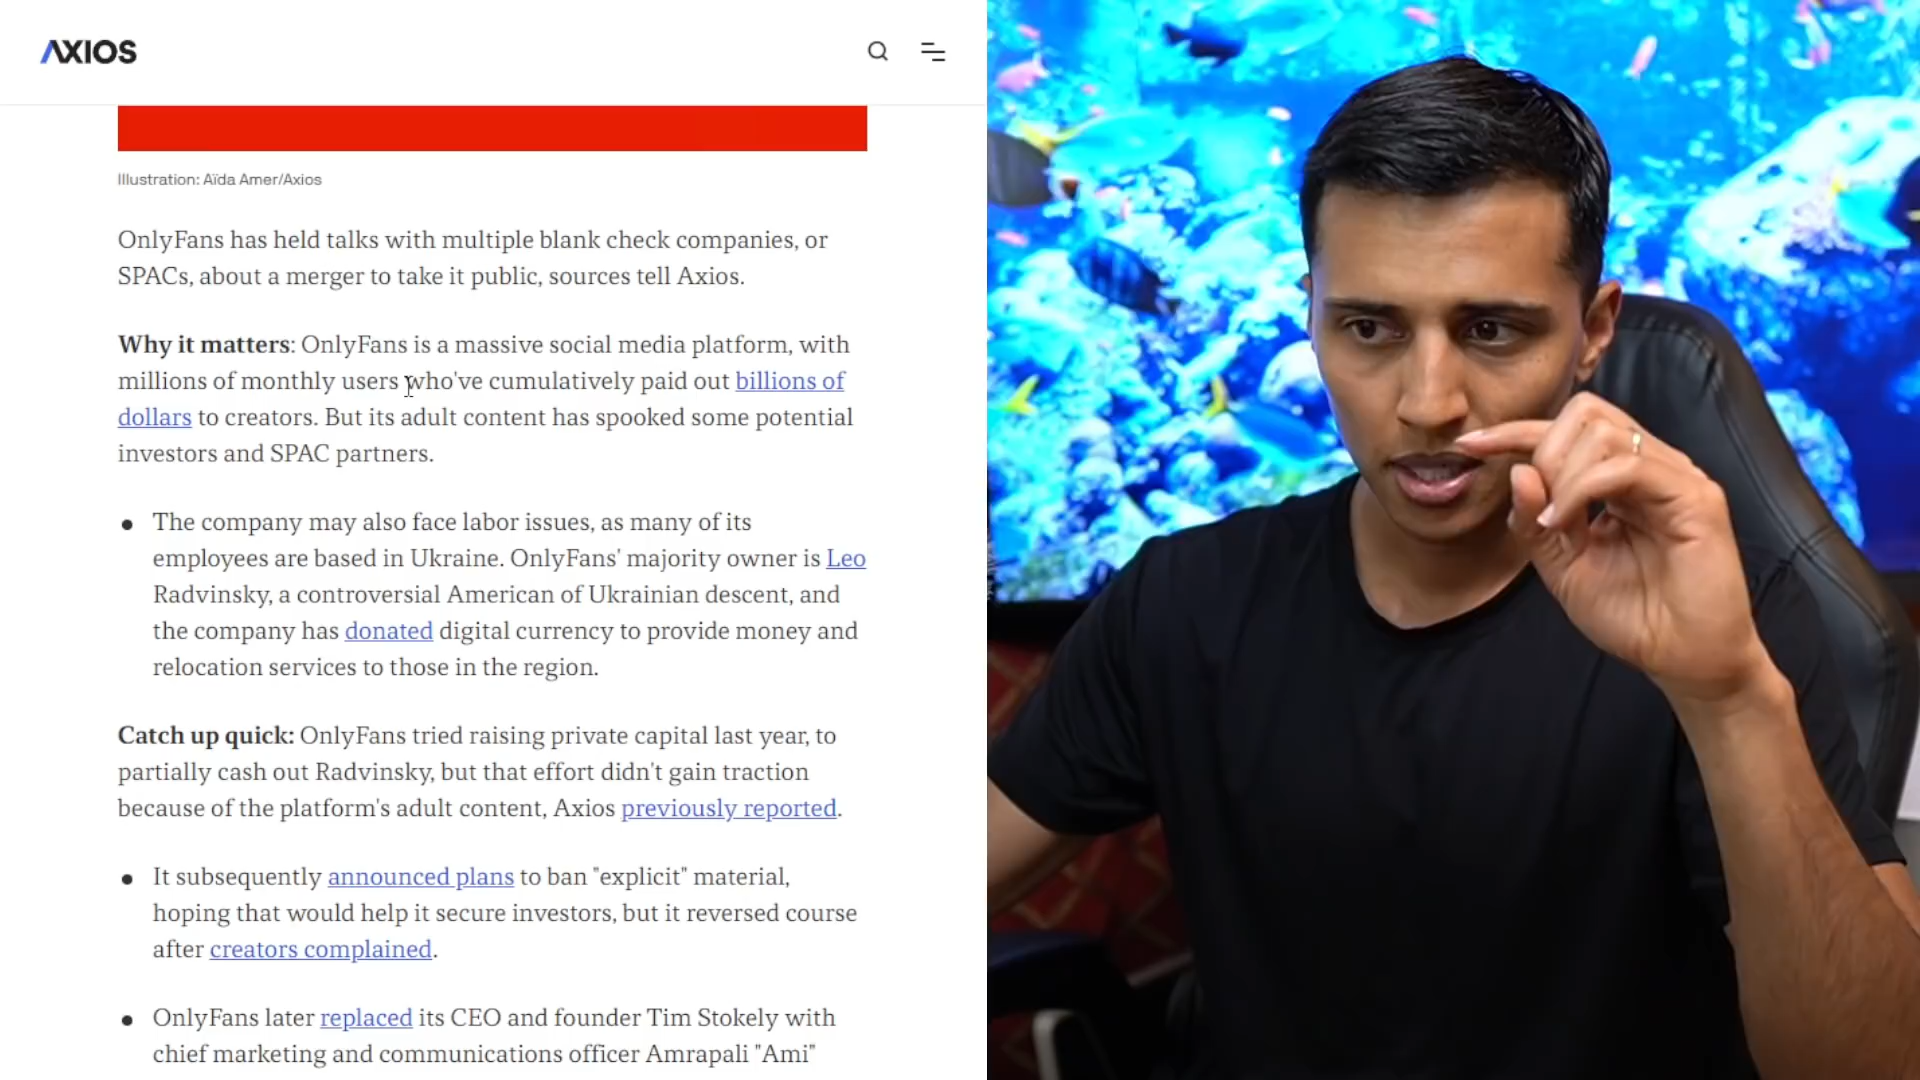 AXIOS
Illustration: Aïda Amer/Axios
OnlyFans has held talks with multiple blank check companies, or
SPACs, about a merger to take it public, sources tell Axios.
Why it matters: OnlyFans is a massive social media platform, with
millions of monthly users who've cumulatively paid out billions of
dollars to creators. But its adult content has spooked some potential
investors and SPAC partners.
• The company may also face labor issues, as many of its
employees are based in Ukraine. OnlyFans' majority owner is Leo
Radvinsky, a controversial American of Ukrainian descent, and
the company has donated digital currency to provide money and
relocation services to those in the region.
Catch up quick: OnlyFans tried raising private capital last year, to
partially cash out Radvinsky, but that effort didn't gain traction
because of the platform's adult content, Axios previously reported.
• It subsequently announced plans to ban "explicit" material,
hoping that would help it secure investors, but it reversed course
after creators complained.
• OnlyFans later replaced its CEO and founder Tim Stokely with
chief marketing and communications officer Amrapali "Ami"